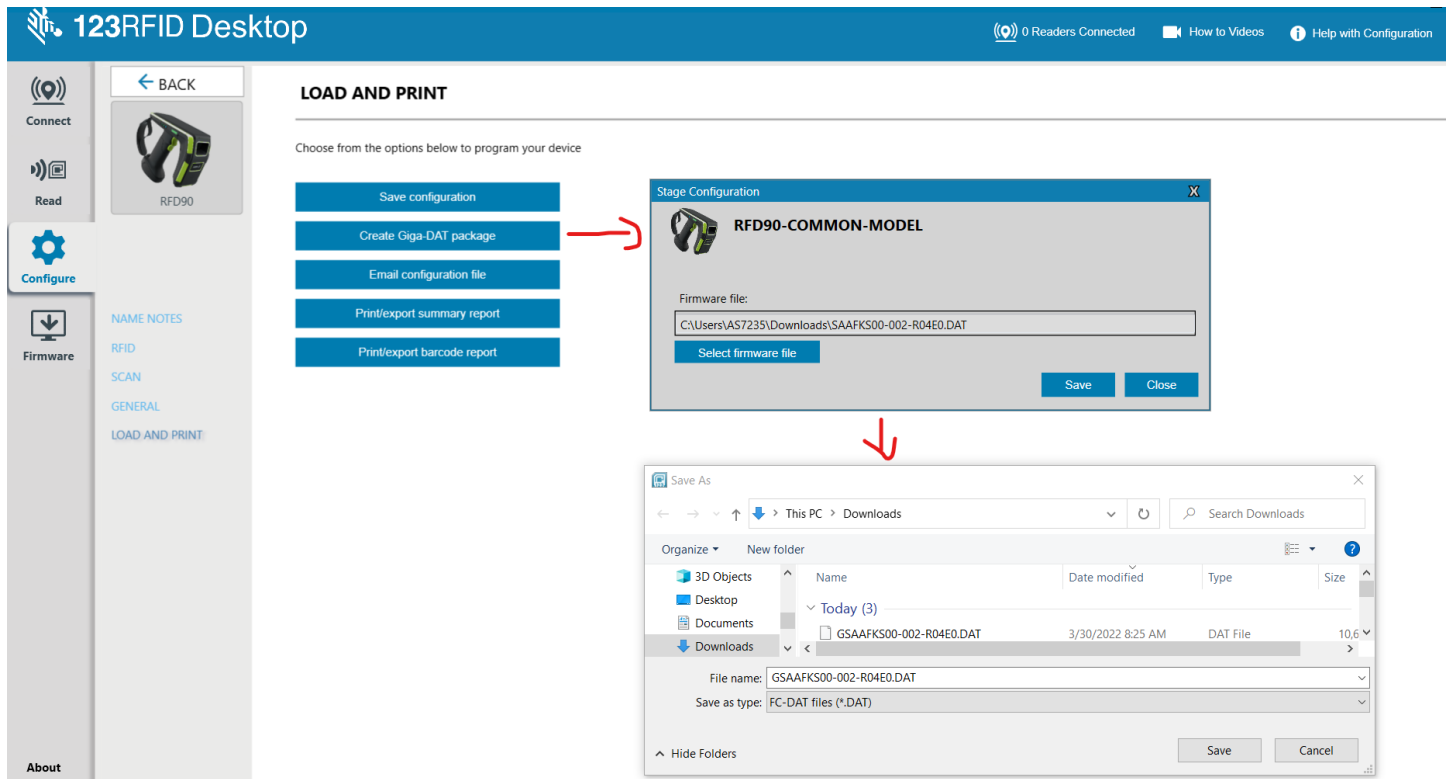 123RFID Desktop
0 Readers Connected
How to Videos
Help with Configuration
Connect
Read
Configure
Firmware
About
BACK
RFD90
NAME NOTES
RFID
SCAN
GENERAL
LOAD AND PRINT
LOAD AND PRINT
Choose from the options below to program your device
Save configuration
Create Giga-DAT package
Email configuration file
Print/export summary report
Print/export barcode report
Stage Configuration X
RFD90-COMMON-MODEL
Firmware file:
C:\Users\AS7235\Downloads\SAAFKS00-002-R04E0.DAT
Select firmware file
Save Close
Save As
This PC > Downloads
Search Downloads
Organize New folder
3D Objects
Desktop
Documents
Downloads
Name Date modified Type Size
Today (3)
GSAAFKS00-002-R04E0.DAT 3/30/2022 8:25 AM DAT File 10,6
File name: GSAAFKS00-002-R04E0.DAT
Save as type: FC-DAT files (*.DAT)
Hide Folders
Save Cancel